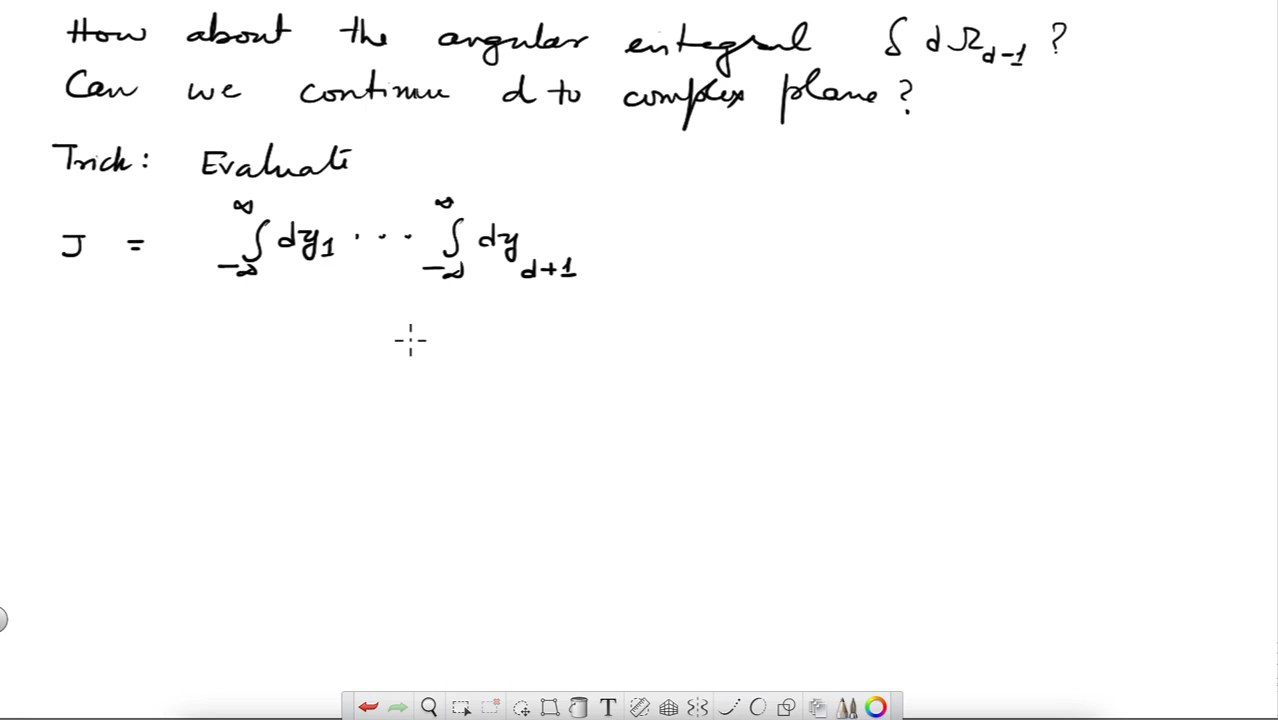 How about the angular integral ∫ dΩ_{d-1} ?
Can we continue d to complex plane ?
Trick : Evaluate
J = ∫_{-∞}^{∞} dy_1 ... ∫_{-∞}^{∞} dy_{d+1}